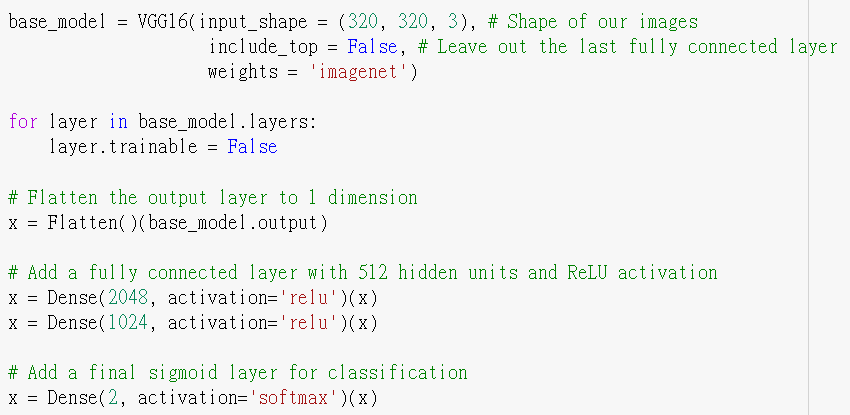 base_model = VGG16(input_shape = (320, 320, 3), # Shape of our images
include_top = False, # Leave out the last fully connected layer
weights = 'imagenet')
for layer in base_model.layers:
layer.trainable = False
# Flatten the output layer to 1 dimension
x = Flatten()(base_model.output)
# Add a fully connected layer with 512 hidden units and ReLU activation
x = Dense(2048, activation='relu')(x)
x = Dense(1024, activation='relu')(x)
# Add a final sigmoid layer for classification
x = Dense(2, activation='softmax')(x)